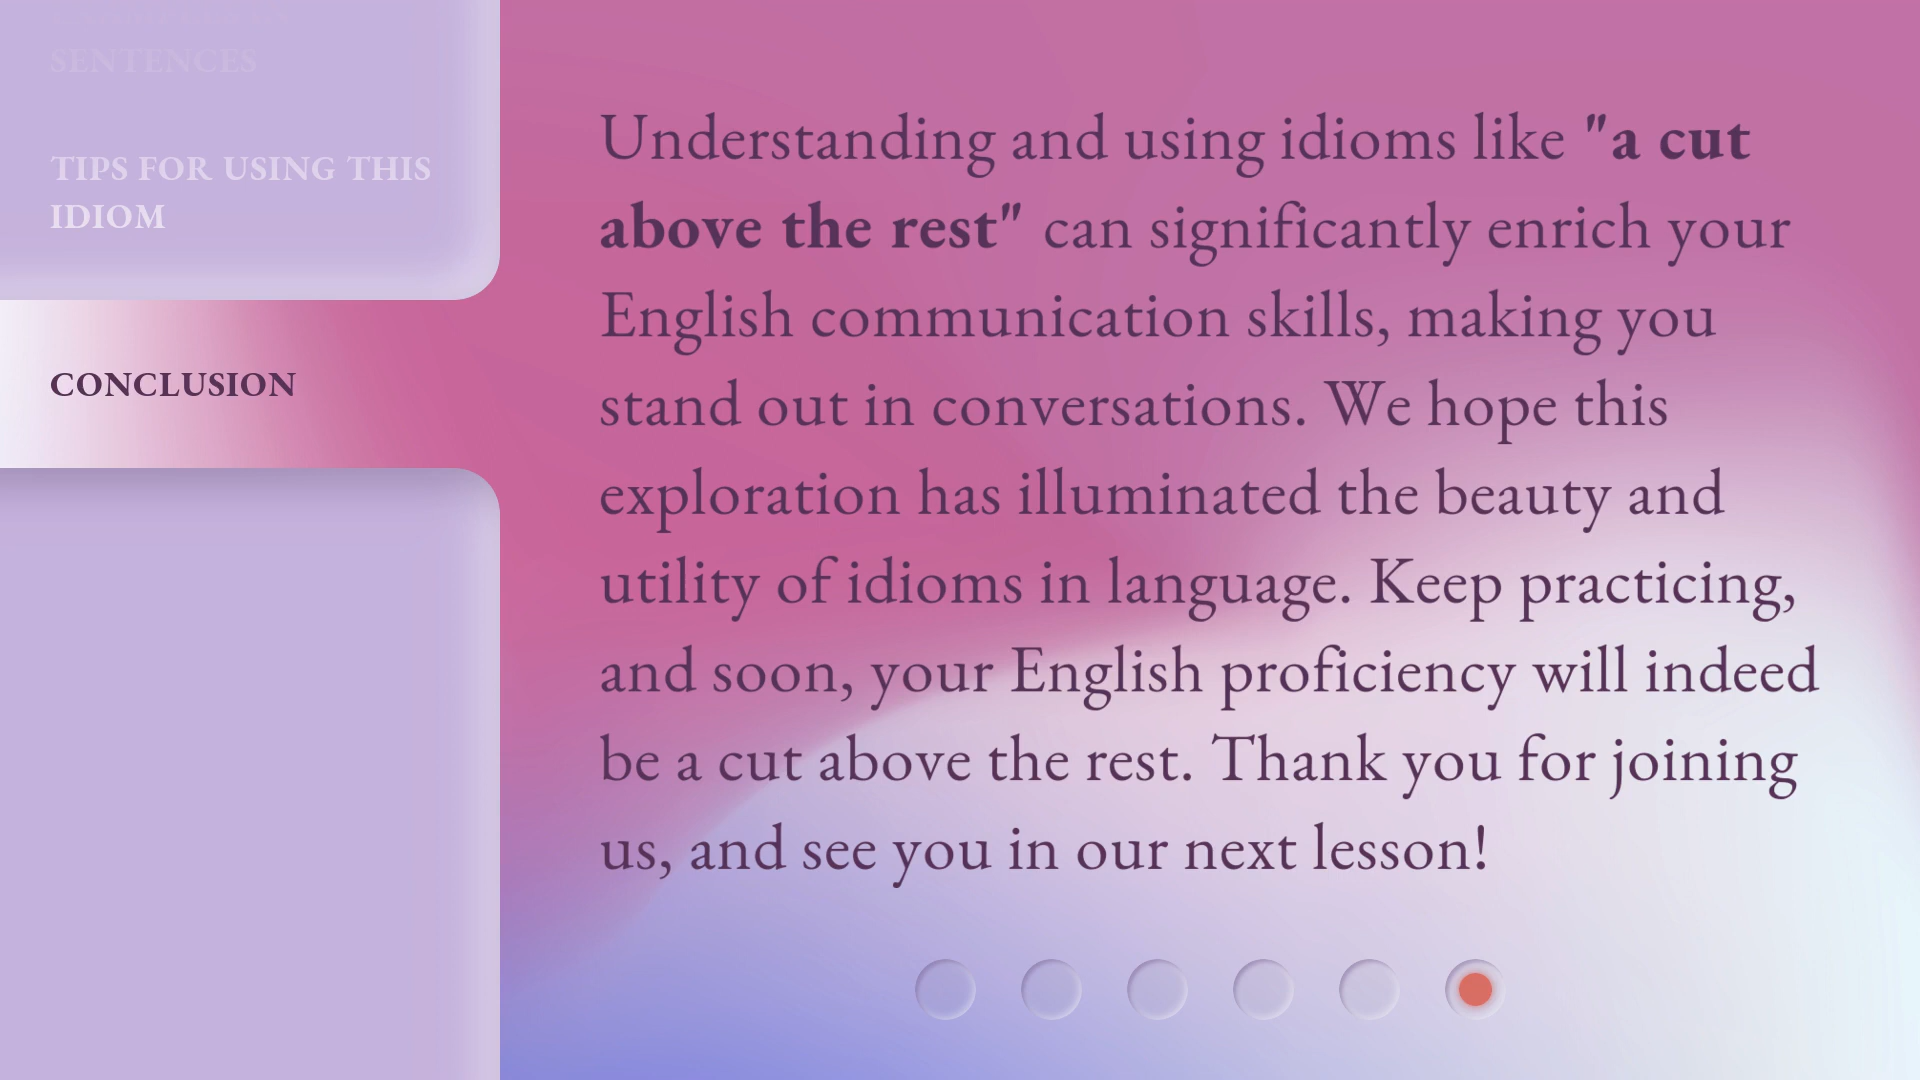 SENTENCES
TIPS FOR USING THIS
IDIOM
CONCLUSION
Understanding and using idioms like "a cut
above the rest" can significantly enrich your
English communication skills, making you
stand out in conversations. We hope this
exploration has illuminated the beauty and
utility of idioms in language. Keep practicing,
and soon, your English proficiency will indeed
be a cut above the rest. Thank you for joining
us, and see you in our next lesson!